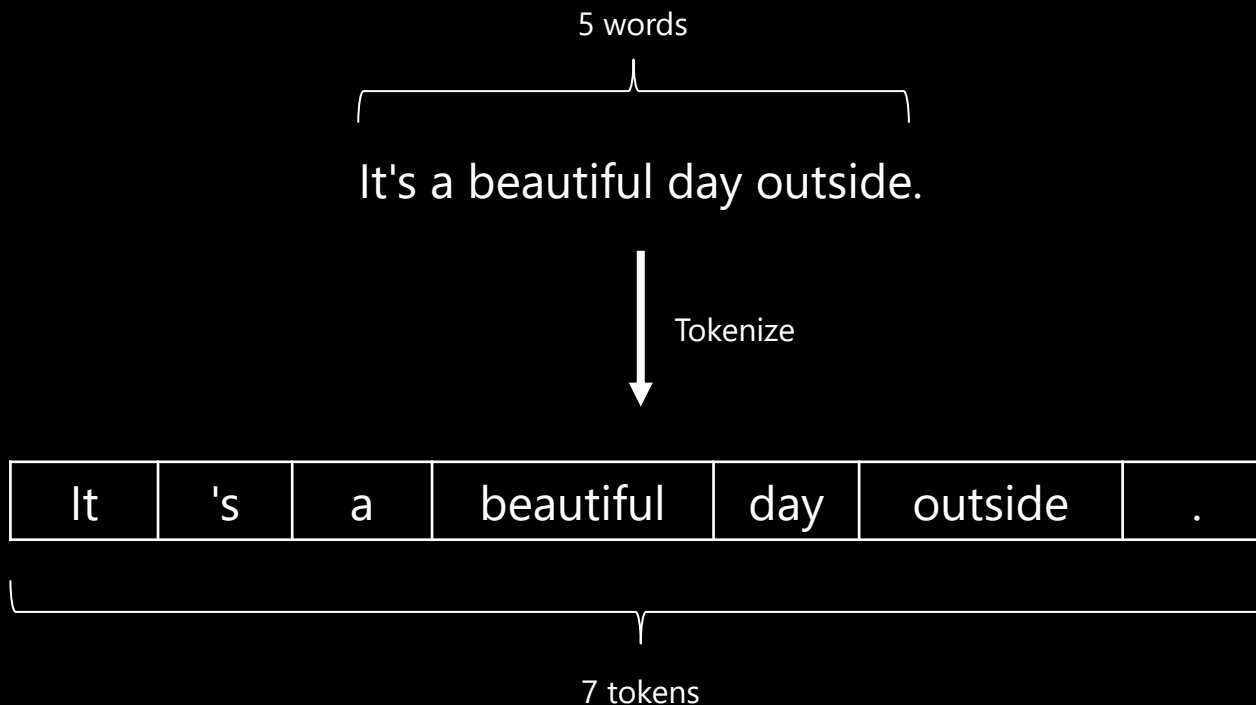 5 words
It's a beautiful day outside.
Tokenize
It 's a beautiful day outside .
7 tokens